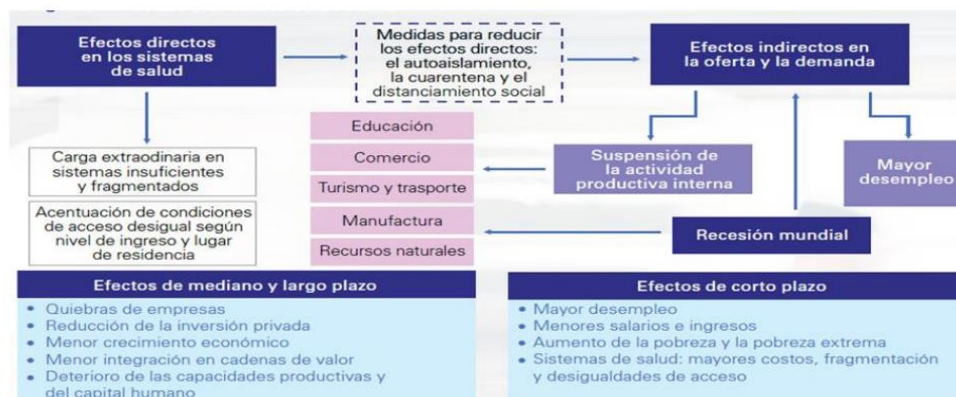 Efectos directos
en los sistemas
de salud
Medidas para reducir
los efectos directos:
el autoaislamiento,
la cuarentena y el
distanciamiento social
Efectos indirectos en
la oferta y la demanda
Carga extraodinaria en
sistemas insuficientes
y fragmentados
Acentuación de condiciones
de acceso desigual según
nivel de ingreso y lugar
de residencia
Educación
Comercio
Turismo y trasporte
Manufactura
Recursos naturales
Suspensión de
la actividad
productiva interna
Mayor
desempleo
Recesión mundial
Efectos de mediano y largo plazo
• Quiebras de empresas
• Reducción de la inversión privada
• Menor crecimiento económico
• Menor integración en cadenas de valor
• Deterioro de las capacidades productivas y
del capital humano
Efectos de corto plazo
• Mayor desempleo
• Menores salarios e ingresos
• Aumento de la pobreza y la pobreza extrema
• Sistemas de salud: mayores costos, fragmentación
y desigualdades de acceso